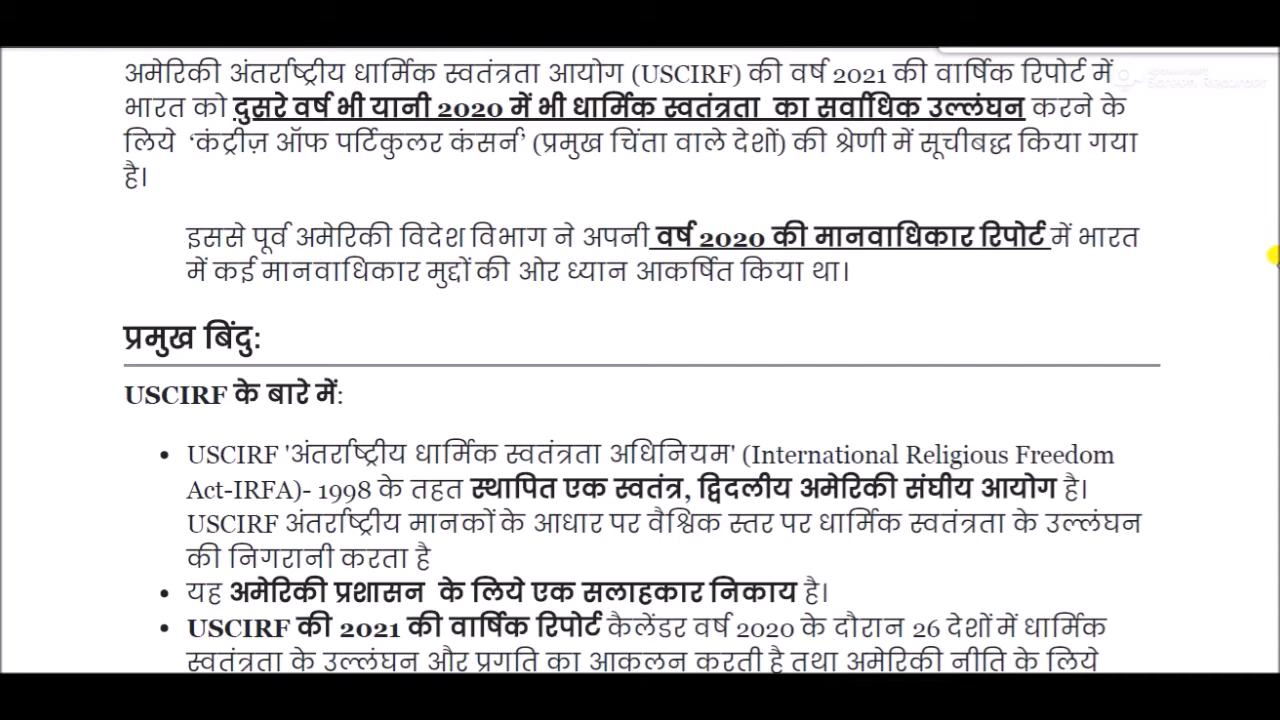 अमेरिकी अंतर्राष्ट्रीय धार्मिक स्वतंत्रता आयोग (USCIRF) की वर्ष 2021 की वार्षिक रिपोर्ट में
भारत को दुसरे वर्ष भी यानी 2020 में भी धार्मिक स्वतंत्रता का सर्वाधिक उल्लंघन करने के
लिये ‘कंट्रीज़ ऑफ पर्टिकुलर कंसर्न’ (प्रमुख चिंता वाले देशों) की श्रेणी में सूचीबद्ध किया गया
है।
इससे पूर्व अमेरिकी विदेश विभाग ने अपनी वर्ष 2020 की मानवाधिकार रिपोर्ट में भारत
में कई मानवाधिकार मुद्दों की ओर ध्यान आकर्षित किया था।
प्रमुख बिंदु:
USCIRF के बारे में:
• USCIRF 'अंतर्राष्ट्रीय धार्मिक स्वतंत्रता अधिनियम' (International Religious Freedom
Act-IRFA)- 1998 के तहत स्थापित एक स्वतंत्र, द्विदलीय अमेरिकी संघीय आयोग है।
USCIRF अंतर्राष्ट्रीय मानकों के आधार पर वैश्विक स्तर पर धार्मिक स्वतंत्रता के उल्लंघन
की निगरानी करता है
• यह अमेरिकी प्रशासन के लिये एक सलाहकार निकाय है।
• USCIRF की 2021 की वार्षिक रिपोर्ट कैलेंडर वर्ष 2020 के दौरान 26 देशों में धार्मिक
स्वतंत्रता के उल्लंघन और प्रगति का आकलन करती है तथा अमेरिकी नीति के लिये
Screen Recorder